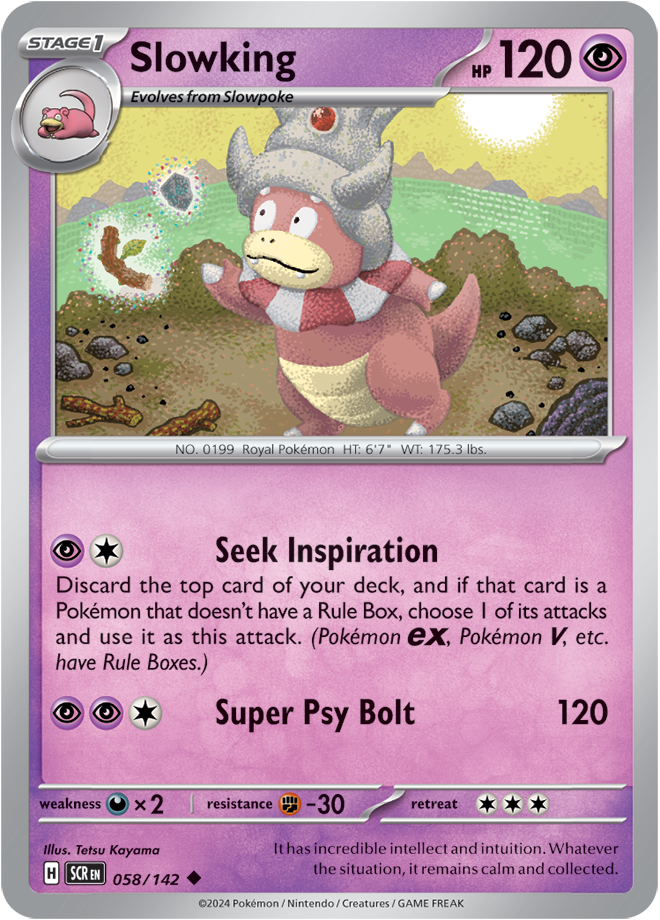 STAGE 1
Slowking
HP 120
Evolves from Slowpoke
NO. 0199 Royal Pokémon HT: 6'7" WT: 175.3 lbs.
Seek Inspiration
Discard the top card of your deck, and if that card is a
Pokémon that doesn't have a Rule Box, choose 1 of its attacks
and use it as this attack. (Pokémon ex, Pokémon V, etc.
have Rule Boxes.)
Super Psy Bolt 120
weakness ×2 resistance -30 retreat
Illus. Tetsu Kayama
It has incredible intellect and intuition. Whatever
the situation, it remains calm and collected.
H SCR EN 058/142
©2024 Pokémon / Nintendo / Creatures / GAME FREAK